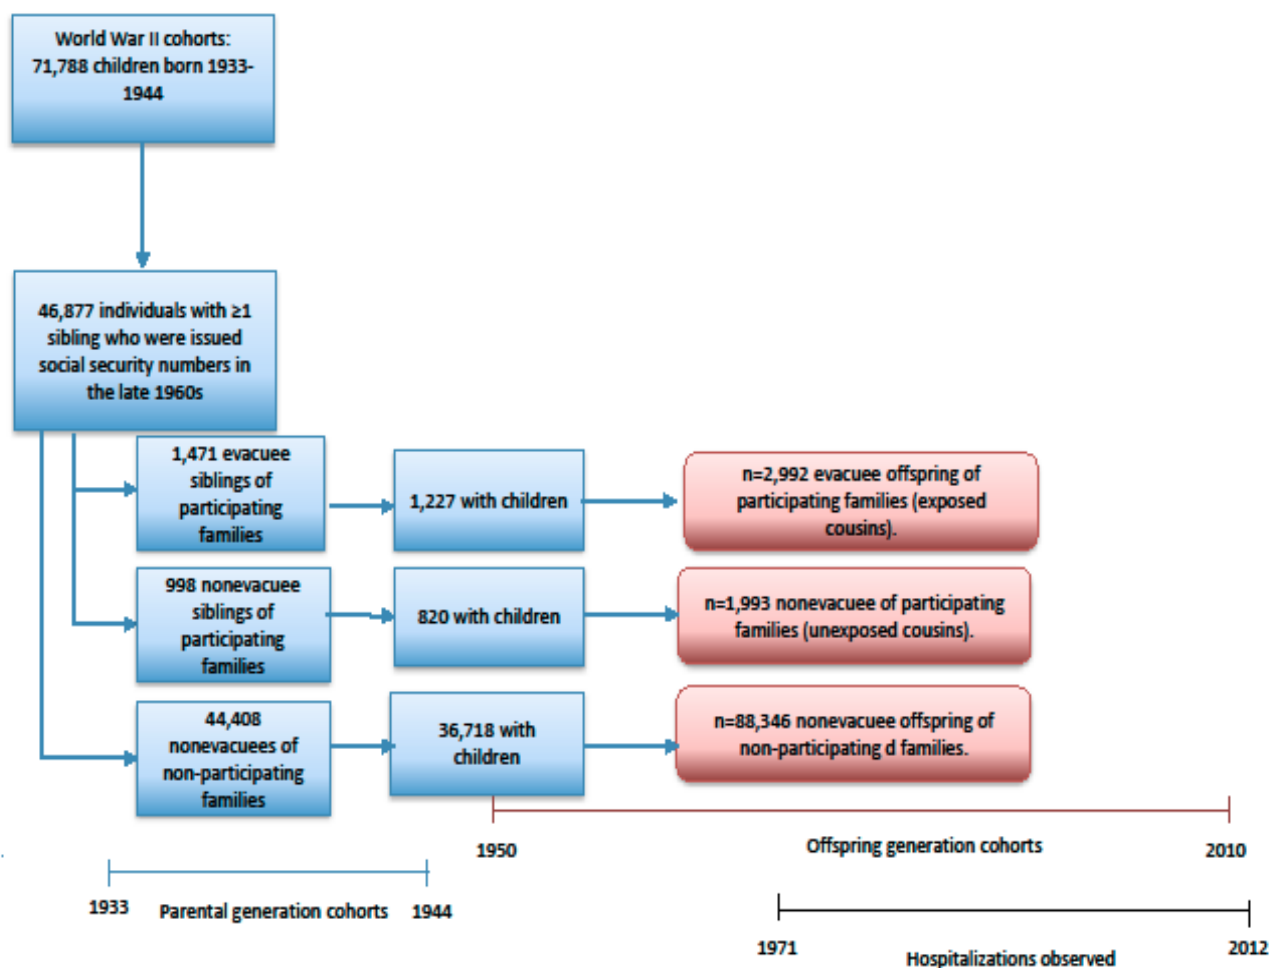 World War II cohorts:
71,788 children born 1933-
1944
46,877 individuals with ≥1
sibling who were issued
social security numbers in
the late 1960s
1,471 evacuee
siblings of
participating
families
1,227 with children
n=2,992 evacuee offspring of
participating families (exposed
cousins).
998 nonevacuee
siblings of
participating
families
820 with children
n=1,993 nonevacuee of participating
families (unexposed cousins).
44,408
nonevacuees of
non-participating
families
36,718 with
children
n=88,346 nonevacuee offspring of
non-participating d families.
1950
Offspring generation cohorts
2010
1933
Parental generation cohorts
1944
1971
Hospitalizations observed
2012